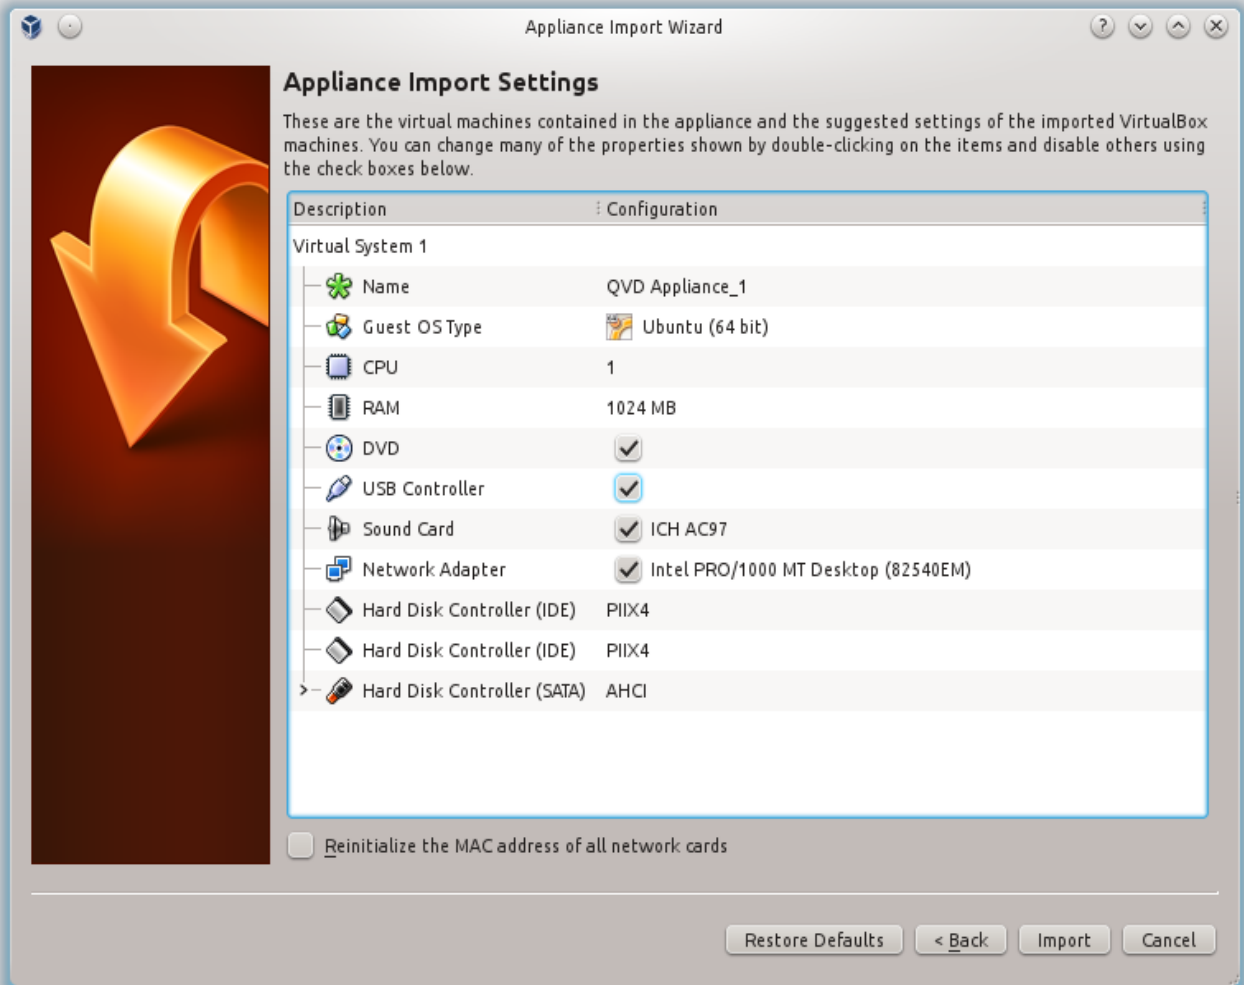 Appliance Import Wizard
Appliance Import Settings
These are the virtual machines contained in the appliance and the suggested settings of the imported VirtualBox
machines. You can change many of the properties shown by double-clicking on the items and disable others using
the check boxes below.
Description Configuration
Virtual System 1
Name QVD Appliance_1
Guest OS Type Ubuntu (64 bit)
CPU 1
RAM 1024 MB
DVD
USB Controller
Sound Card ICH AC97
Network Adapter Intel PRO/1000 MT Desktop (82540EM)
Hard Disk Controller (IDE) PIIX4
Hard Disk Controller (IDE) PIIX4
Hard Disk Controller (SATA) AHCI
Reinitialize the MAC address of all network cards
Restore Defaults < Back Import Cancel